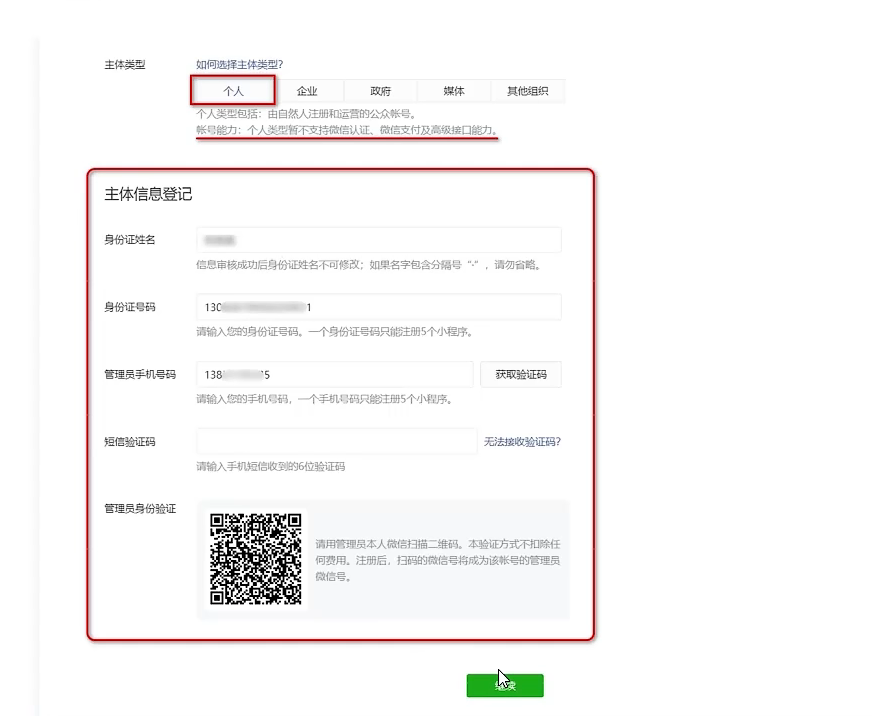 主体类型
如何选择主体类型?
个人 企业 政府 媒体 其他组织
个人类型包括：由自然人注册和运营的公众帐号。
帐号能力：个人类型暂不支持微信认证、微信支付及高级接口能力。
主体信息登记
身份证姓名
信息审核成功后身份证姓名不可修改；如果名字包含分隔号“·”，请勿省略。
身份证号码
130 1
请输入您的身份证号码。一个身份证号码只能注册5个小程序。
管理员手机号码
138 5 获取验证码
请输入您的手机号码，一个手机号码只能注册5个小程序。
短信验证码
无法接收验证码?
请输入手机短信收到的6位验证码
管理员身份验证
请用管理员本人微信扫描二维码。本验证方式不扣除任
何费用。注册后，扫码的微信号将成为该帐号的管理员
微信号。